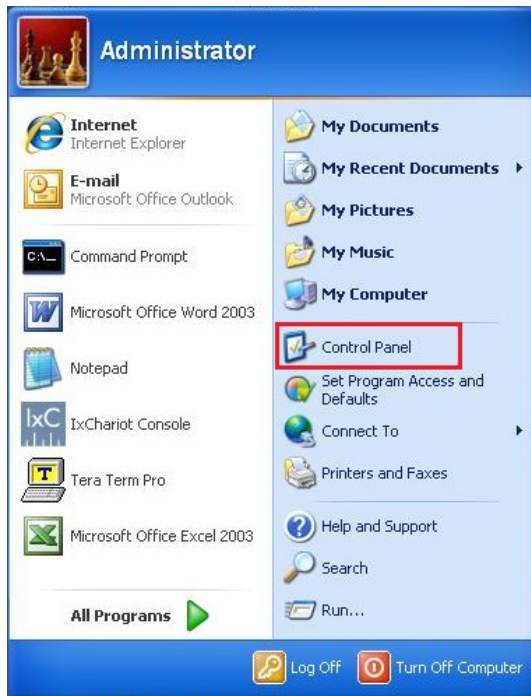 Administrator
Internet
Internet Explorer
E-mail
Microsoft Office Outlook
C:\_
Command Prompt
W
Microsoft Office Word 2003
Notepad
IxC
IxChariot Console
T
Tera Term Pro
Microsoft Office Excel 2003
All Programs
My Documents
My Recent Documents
My Pictures
My Music
My Computer
Control Panel
Set Program Access and
Defaults
Connect To
Printers and Faxes
Help and Support
Search
Run...
Log Off
Turn Off Computer